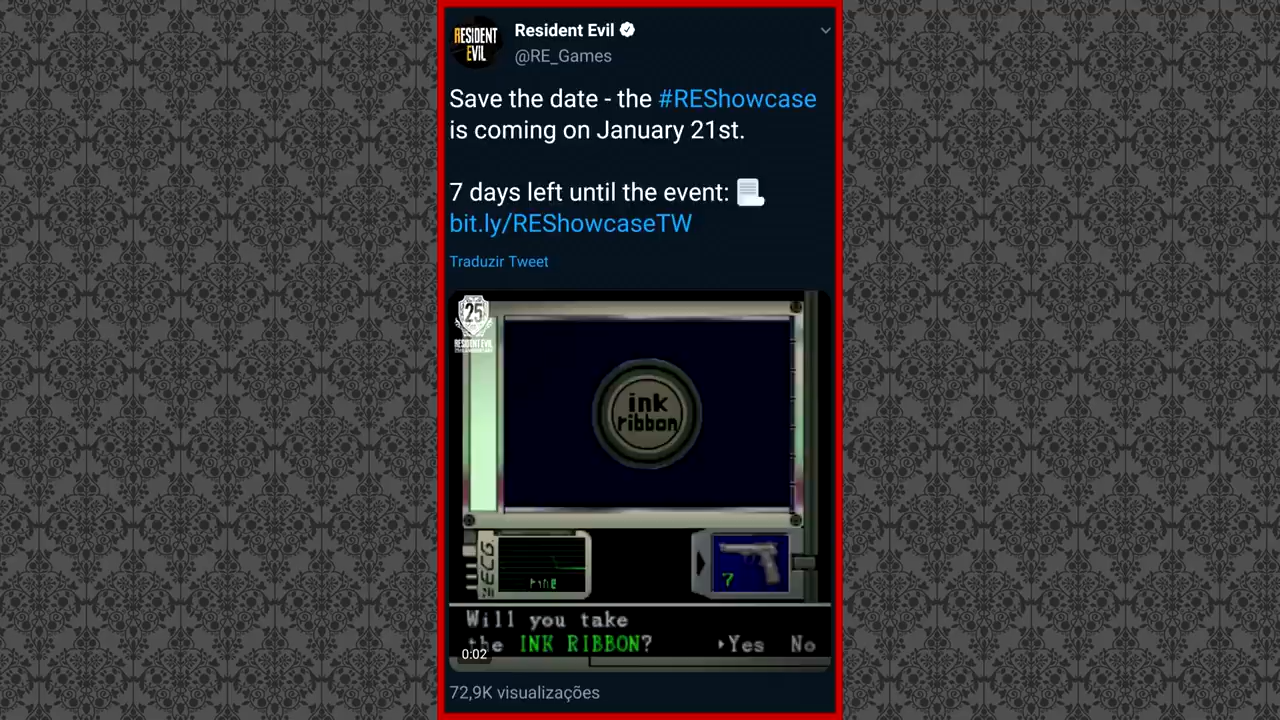 RESIDENT
EVIL
Resident Evil
@RE_Games
Save the date - the #REShowcase
is coming on January 21st.
7 days left until the event:
bit.ly/REShowcaseTW
Traduzir Tweet
25
RESIDENT EVIL
ink
ribbon
ECG
Fine
7
Will you take
the INK RIBBON?
Yes No
0:02
72,9K visualizações